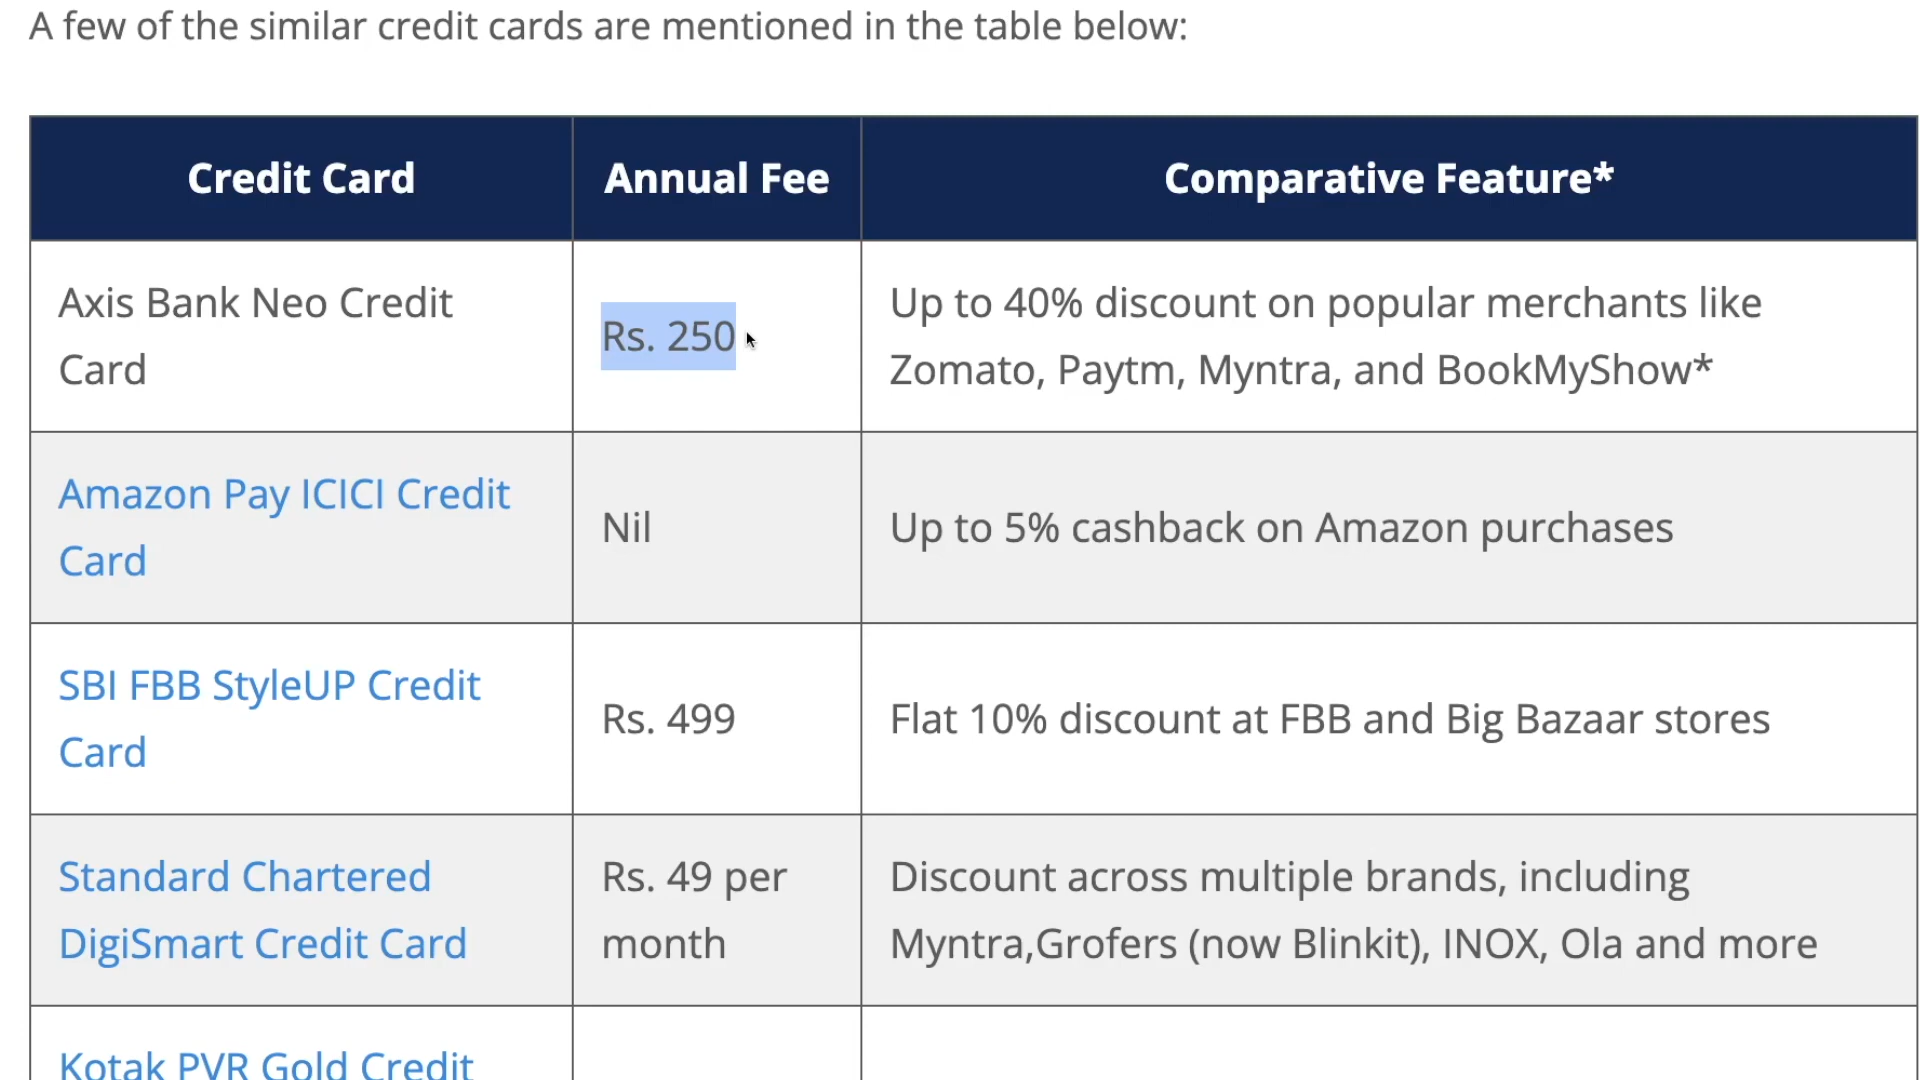 A few of the similar credit cards are mentioned in the table below:
Credit Card
Annual Fee
Comparative Feature*
Axis Bank Neo Credit
Card
Rs. 250
Up to 40% discount on popular merchants like
Zomato, Paytm, Myntra, and BookMyShow*
Amazon Pay ICICI Credit
Card
Nil
Up to 5% cashback on Amazon purchases
SBI FBB StyleUP Credit
Card
Rs. 499
Flat 10% discount at FBB and Big Bazaar stores
Standard Chartered
DigiSmart Credit Card
Rs. 49 per
month
Discount across multiple brands, including
Myntra,Grofers (now Blinkit), INOX, Ola and more
Kotak PVR Gold Credit